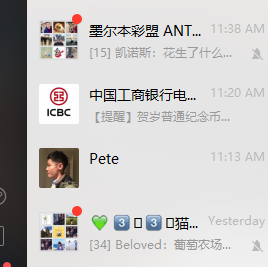 墨尔本彩盟 ANT... 11:38 AM
[15] 凯诺斯：花生了什么...
中国工商银行电... 11:20 AM
ICBC 【提醒】贺岁普通纪念币...
Pete 11:13 AM
💚 3️⃣ 3️⃣ 猫... Yesterday
[34] Beloved：葡萄农场...